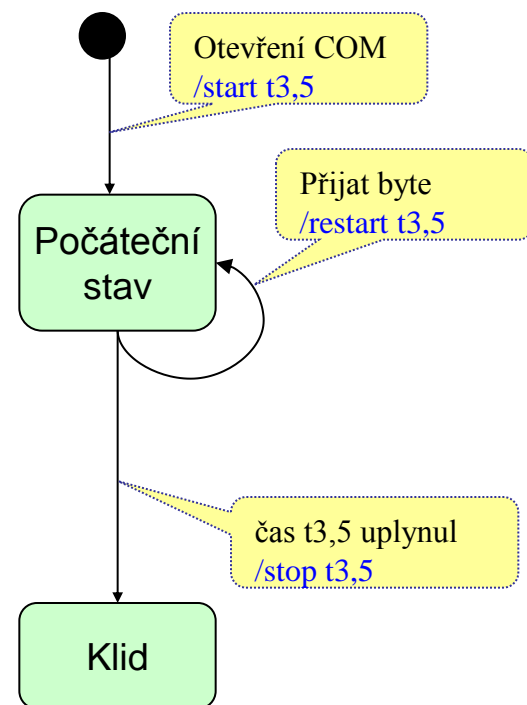 Otevření COM
/start t3,5
Přijat byte
/restart t3,5
Počáteční
stav
čas t3,5 uplynul
/stop t3,5
Klid